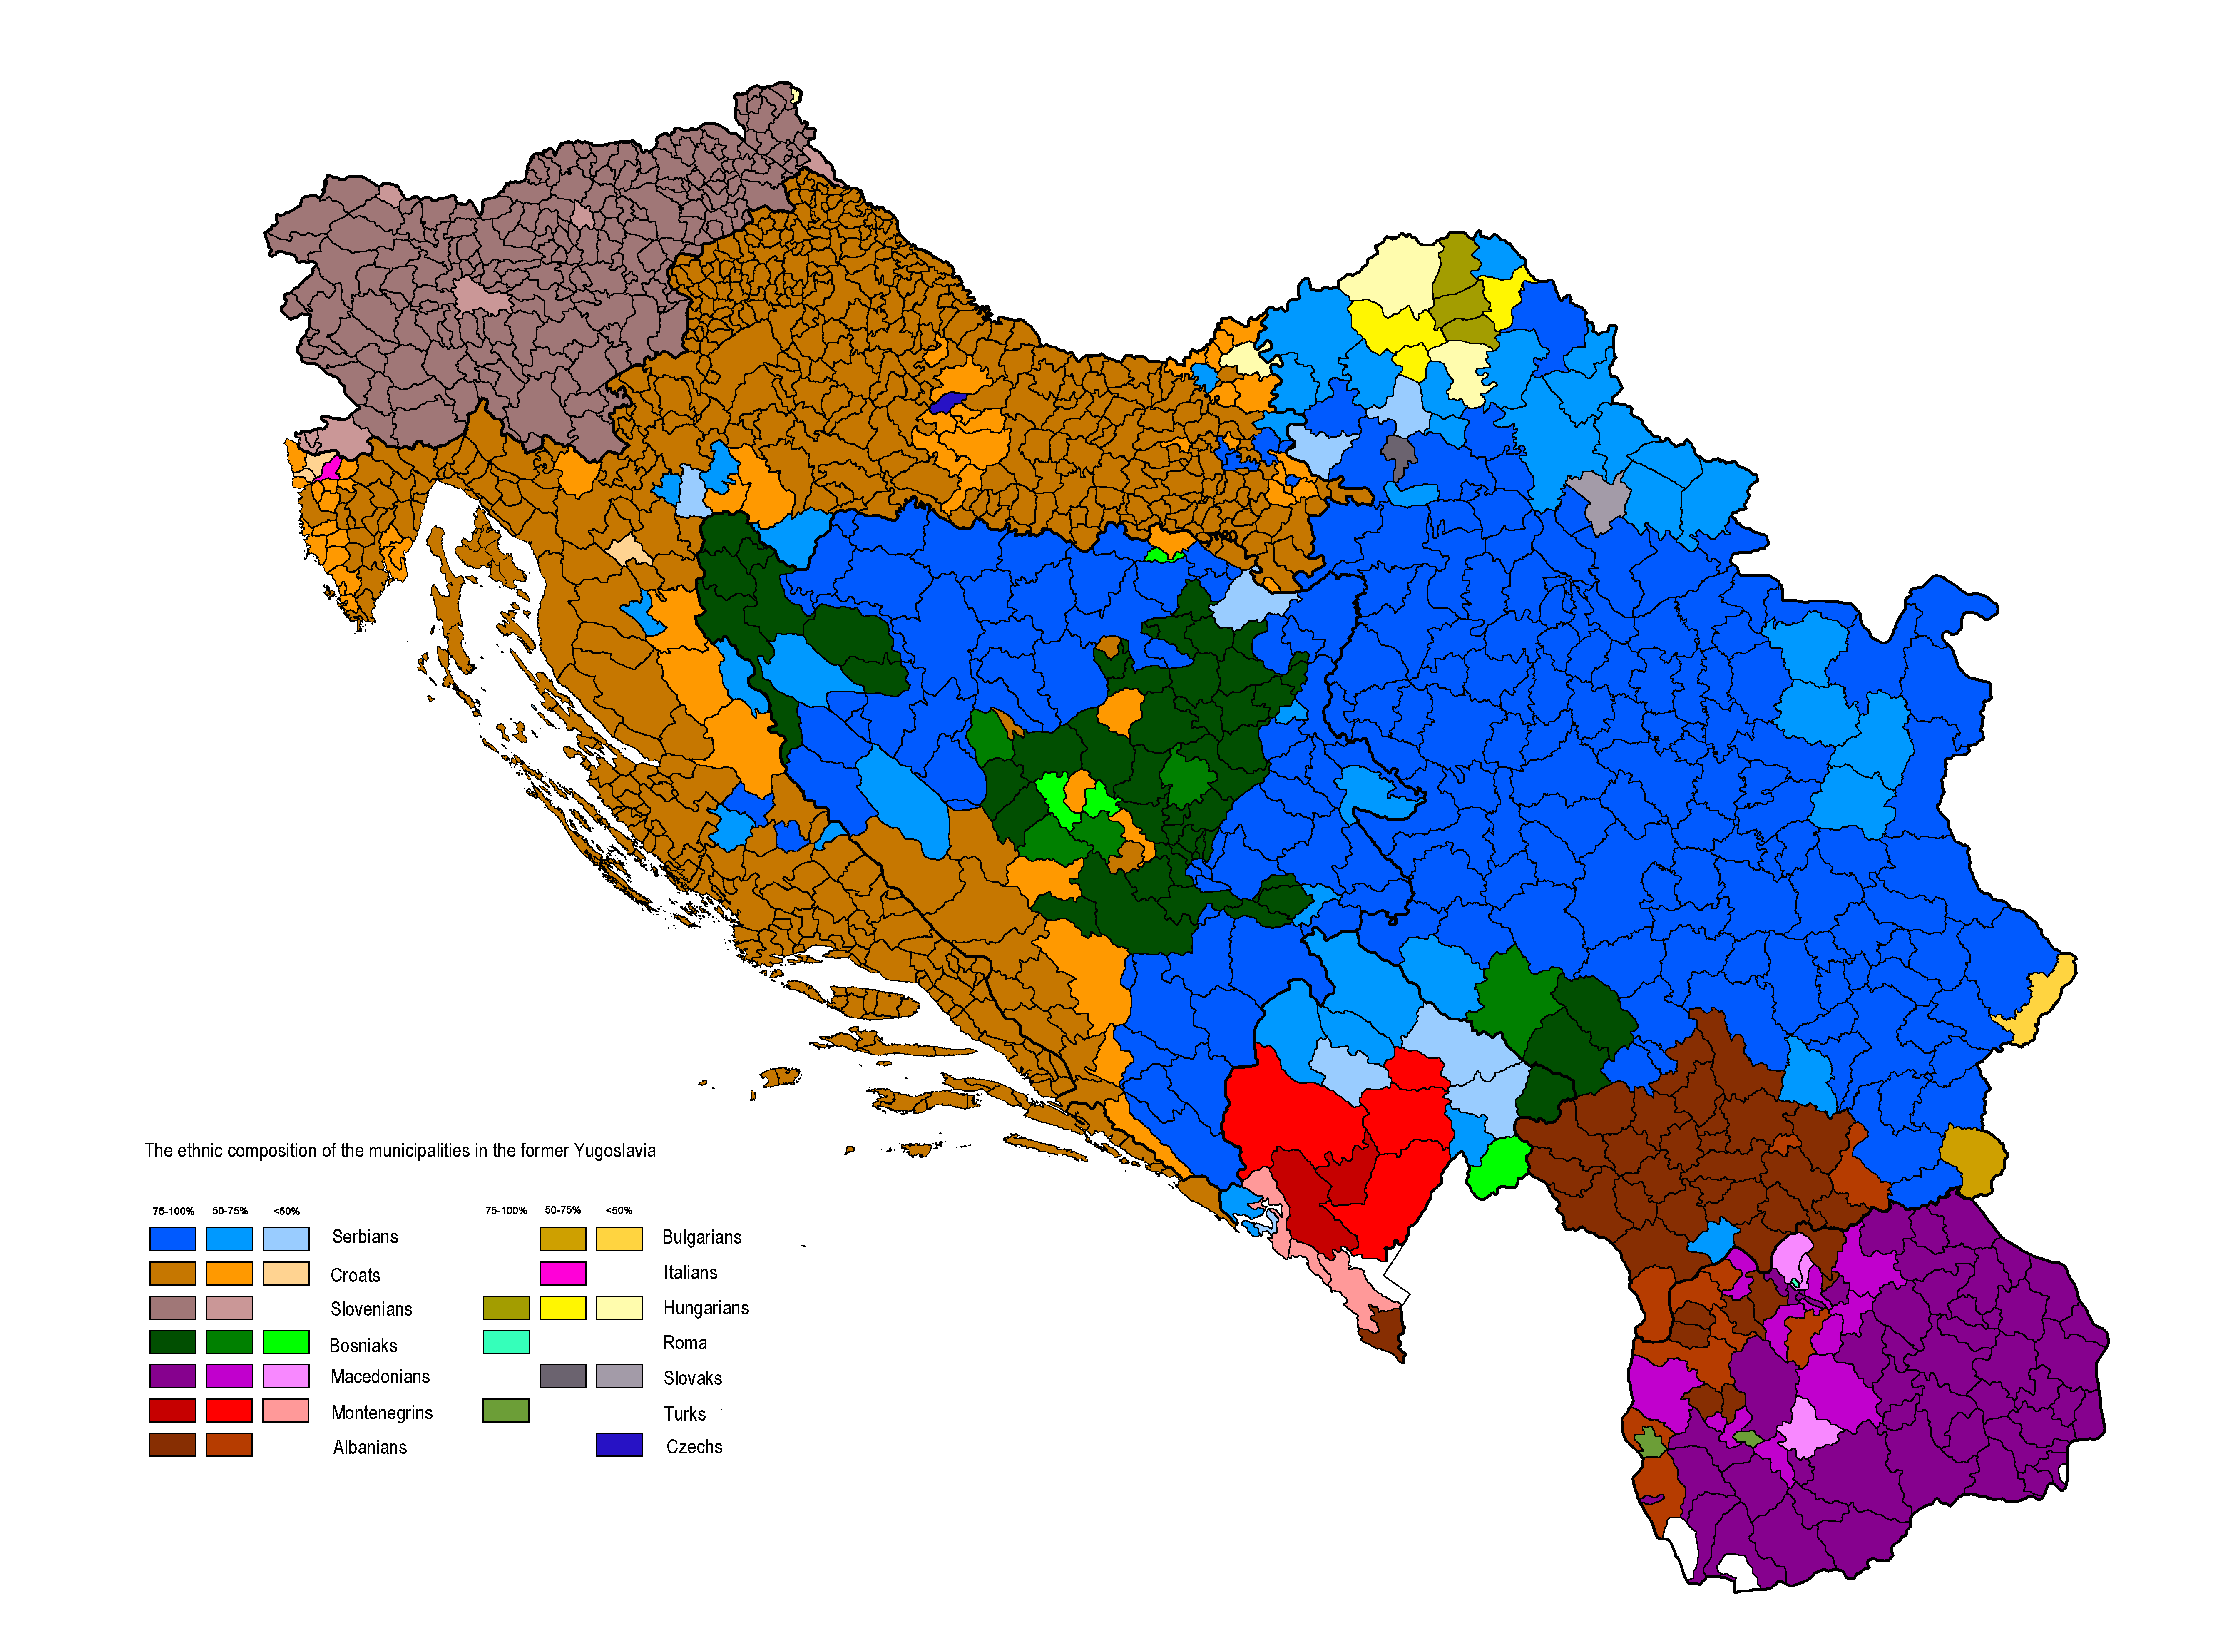 The ethnic composition of the municipalities in the former Yugoslavia
75-100% 50-75% <50%
75-100% 50-75% <50%
Serbians
Bulgarians
Croats
Italians
Slovenians
Hungarians
Bosniaks
Roma
Macedonians
Slovaks
Montenegrins
Turks
Albanians
Czechs